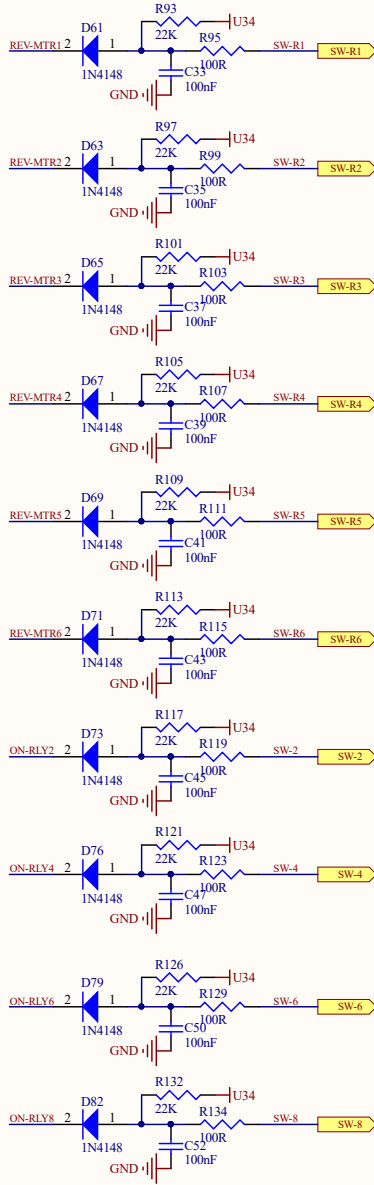 R93
U34
D61
22K
R95
REV-MTR1 2 1 SW-R1 SW-R1
1N4148 C33 100R
GND 100nF
R97
U34
D63
22K
R99
REV-MTR2 2 1 SW-R2 SW-R2
1N4148 C35 100R
GND 100nF
R101
U34
D65
22K
R103
REV-MTR3 2 1 SW-R3 SW-R3
1N4148 C37 100R
GND 100nF
R105
U34
D67
22K
R107
REV-MTR4 2 1 SW-R4 SW-R4
1N4148 C39 100R
GND 100nF
R109
U34
D69
22K
R111
REV-MTR5 2 1 SW-R5 SW-R5
1N4148 C41 100R
GND 100nF
R113
U34
D71
22K
R115
REV-MTR6 2 1 SW-R6 SW-R6
1N4148 C43 100R
GND 100nF
R117
U34
D73
22K
R119
ON-RLY2 2 1 SW-2 SW-2
1N4148 C45 100R
GND 100nF
R121
U34
D76
22K
R123
ON-RLY4 2 1 SW-4 SW-4
1N4148 C47 100R
GND 100nF
R126
U34
D79
22K
R129
ON-RLY6 2 1 SW-6 SW-6
1N4148 C50 100R
GND 100nF
R132
U34
D82
22K
R134
ON-RLY8 2 1 SW-8 SW-8
1N4148 C52 100R
GND 100nF